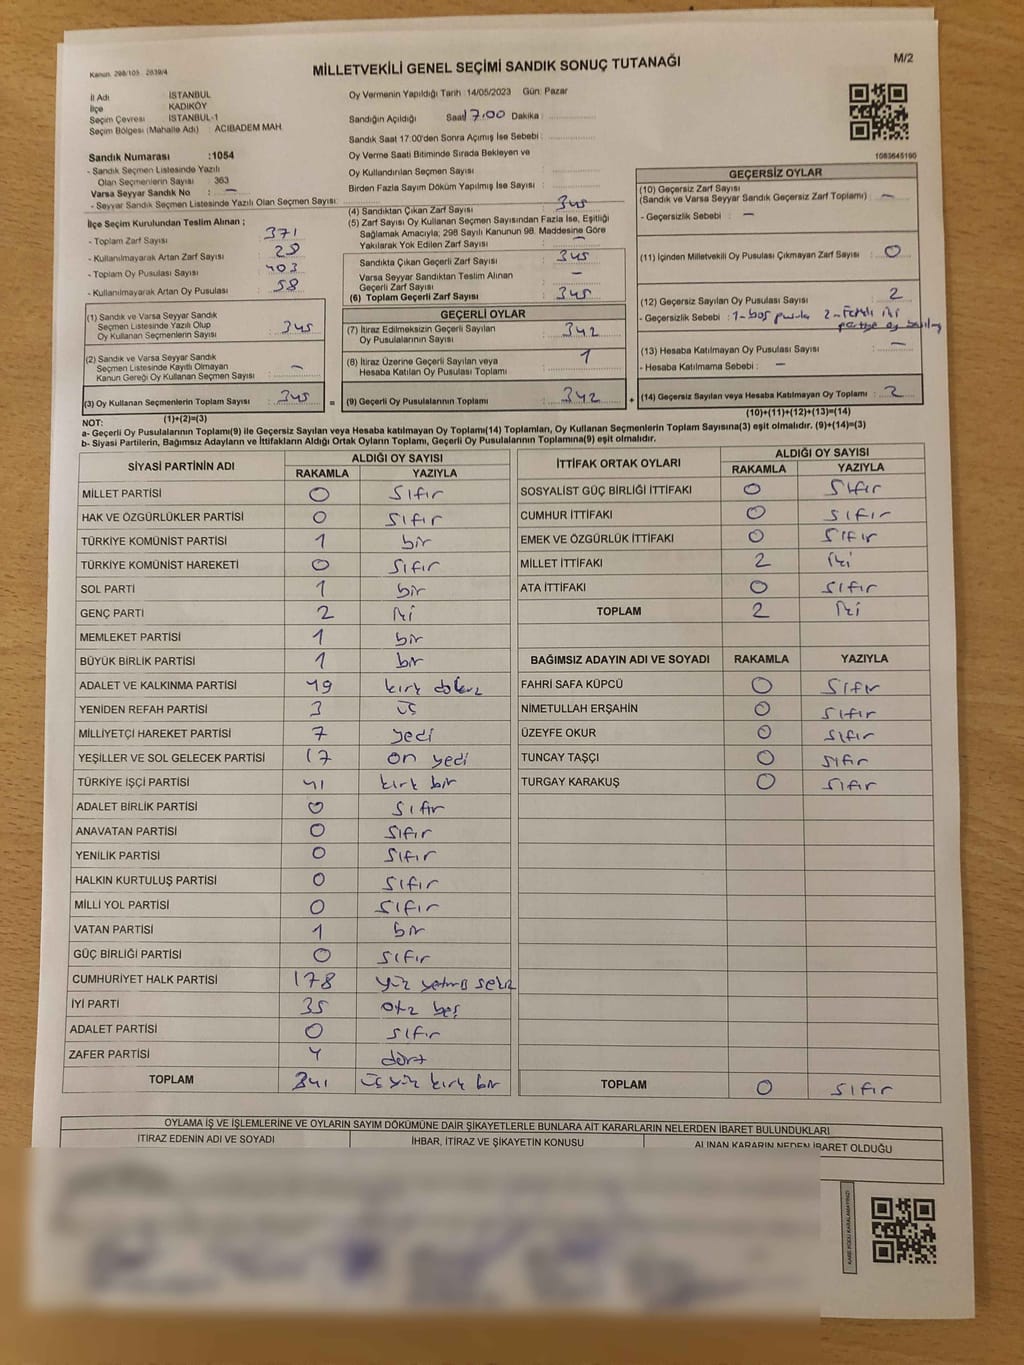 Kanun. 298/105 2839/4
MİLLETVEKİLİ GENEL SEÇİMİ SANDIK SONUÇ TUTANAĞI
M/2
İl Adı : İSTANBUL
İlçe : KADIKÖY
Seçim Çevresi : İSTANBUL-1
Seçim Bölgesi (Mahalle Adı) : ACIBADEM MAH.
Sandık Numarası :1054
- Sandık Seçmen Listesinde Yazılı
Olan Seçmenlerin Sayısı : 363
Varsa Seyyar Sandık No : —
- Seyyar Sandık Seçmen Listesinde Yazılı Olan Seçmen Sayısı :
İlçe Seçim Kurulundan Teslim Alınan ;
- Toplam Zarf Sayısı : 371
- Kullanılmayarak Artan Zarf Sayısı :
- Toplam Oy Pusulası Sayısı : 403
- Kullanılmayarak Artan Oy Pusulası : 58
Oy Vermenin Yapıldığı Tarih :14/05/2023 Gün: Pazar
Sandığın Açıldığı Saat 17:00 Dakika :
Sandık Saat 17:00'den Sonra Açımış İse Sebebi :
Oy Verme Saati Bitiminde Sırada Bekleyen ve
Oy Kullandırılan Seçmen Sayısı :
Birden Fazla Sayım Döküm Yapılmış İse Sayısı :
(4) Sandıktan Çıkan Zarf Sayısı : 345
(5) Zarf Sayısı Oy Kullanan Seçmen Sayısından Fazla İse, Eşitliği
Sağlamak Amacıyla; 298 Sayılı Kanunun 98. Maddesine Göre
Yakılarak Yok Edilen Zarf Sayısı : —
Sandıkta Çıkan Geçerli Zarf Sayısı : 345
Varsa Seyyar Sandıktan Teslim Alınan
Geçerli Zarf Sayısı : —
(6) Toplam Geçerli Zarf Sayısı : 345
1083645190
GEÇERSİZ OYLAR
(10) Geçersiz Zarf Sayısı
(Sandık ve Varsa Seyyar Sandık Geçersiz Zarf Toplamı) : —
- Geçersizlik Sebebi : —
(11) İçinden Milletvekili Oy Pusulası Çıkmayan Zarf Sayısı : 0
(12) Geçersiz Sayılan Oy Pusulası Sayısı : 2
- Geçersizlik Sebebi : 1-boş pusula 2-Farklı iki
partiye oy
(13) Hesaba Katılmayan Oy Pusulası Sayısı : —
- Hesaba Katılmama Sebebi : —
(14) Geçersiz Sayılan veya Hesaba Katılmayan Oy Toplamı : 2
(10)+(11)+(12)+(13)=(14)
(1) Sandık ve Varsa Seyyar Sandık
Seçmen Listesinde Yazılı Olup
Oy Kullanan Seçmenlerin Sayısı : 345
(2) Sandık ve Varsa Seyyar Sandık
Seçmen Listesinde Kayıtlı Olmayan
Kanun Gereği Oy Kullanan Seçmen Sayısı : —
(3) Oy Kullanan Seçmenlerin Toplam Sayısı : 345 =
(1)+(2)=(3)
GEÇERLİ OYLAR
(7) İtiraz Edilmeksizin Geçerli Sayılan
Oy Pusulalarının Sayısı : 342
(8) İtiraz Üzerine Geçerli Sayılan veya
Hesaba Katılan Oy Pusulası Toplamı : 1
(9) Geçerli Oy Pusulalarının Toplamı : 342 +
NOT:
a- Geçerli Oy Pusulalarının Toplamı(9) ile Geçersiz Sayılan veya Hesaba katılmayan Oy Toplamı(14) Toplamları, Oy Kullanan Seçmenlerin Toplam Sayısına(3) eşit olmalıdır. (9)+(14)=(3)
b- Siyasi Partilerin, Bağımsız Adayların ve İttifakların Aldığı Ortak Oyların Toplamı, Geçerli Oy Pusulalarının Toplamına(9) eşit olmalıdır.
SİYASİ PARTİNİN ADI ALDIĞI OY SAYISI
RAKAMLA YAZIYLA
MİLLET PARTİSİ 0 sıfır
HAK VE ÖZGÜRLÜKLER PARTİSİ 0 sıfır
TÜRKİYE KOMÜNİST PARTİSİ 1 bir
TÜRKİYE KOMÜNİST HAREKETİ 0 sıfır
SOL PARTİ 1 bir
GENÇ PARTİ 2 iki
MEMLEKET PARTİSİ 1 bir
BÜYÜK BİRLİK PARTİSİ 1 bir
ADALET VE KALKINMA PARTİSİ 49 kırk dokuz
YENİDEN REFAH PARTİSİ 3 üç
MİLLİYETÇİ HAREKET PARTİSİ 7 yedi
YEŞİLLER VE SOL GELECEK PARTİSİ 17 on yedi
TÜRKİYE İŞÇİ PARTİSİ 41 kırk bir
ADALET BİRLİK PARTİSİ 0 sıfır
ANAVATAN PARTİSİ 0 sıfır
YENİLİK PARTİSİ 0 sıfır
HALKIN KURTULUŞ PARTİSİ 0 sıfır
MİLLİ YOL PARTİSİ 0 sıfır
VATAN PARTİSİ 1 bir
GÜÇ BİRLİĞİ PARTİSİ 0 sıfır
CUMHURİYET HALK PARTİSİ 178 yüz yetmiş sekiz
İYİ PARTİ 35 otuz beş
ADALET PARTİSİ 0 sıfır
ZAFER PARTİSİ 4 dört
TOPLAM 341 üç yüz kırk bir
İTTİFAK ORTAK OYLARI ALDIĞI OY SAYISI
RAKAMLA YAZIYLA
SOSYALİST GÜÇ BİRLİĞİ İTTİFAKI 0 sıfır
CUMHUR İTTİFAKI 0 sıfır
EMEK VE ÖZGÜRLÜK İTTİFAKI 0 sıfır
MİLLET İTTİFAKI 2 iki
ATA İTTİFAKI 0 sıfır
TOPLAM 2 iki
BAĞIMSIZ ADAYIN ADI VE SOYADI RAKAMLA YAZIYLA
FAHRİ SAFA KÜPCÜ 0 sıfır
NİMETULLAH ERŞAHİN 0 sıfır
ÜZEYFE OKUR 0 sıfır
TUNCAY TAŞÇI 0 sıfır
TURGAY KARAKUŞ 0 sıfır
TOPLAM 0 sıfır
OYLAMA İŞ VE İŞLEMLERİNE VE OYLARIN SAYIM DÖKÜMÜNE DAİR ŞİKAYETLERLE BUNLARA AİT KARARLARIN NELERDEN İBARET BULUNDUKLARI
İTİRAZ EDENİN ADI VE SOYADI İHBAR, İTİRAZ VE ŞİKAYETİN KONUSU ALINAN KARARIN NEDEN İBARET OLDUĞU
KARE KODU KARALAMAYINIZ!